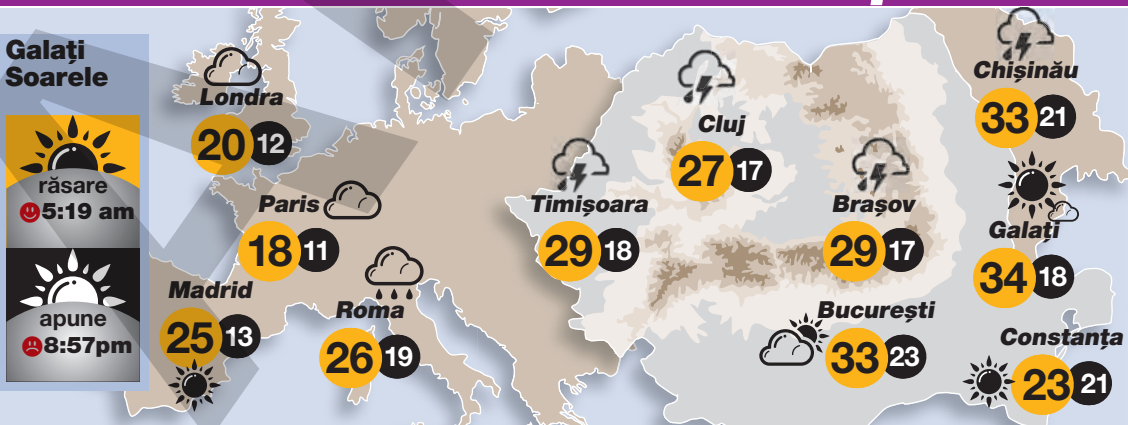 Galați
Soarele
răsare
5:19 am
apune
8:57pm
Londra
20 12
Paris
18 11
Madrid
25 13
Roma
26 19
Timișoara
29 18
Cluj
27 17
Brașov
29 17
București
33 23
Chișinău
33 21
Galați
34 18
Constanța
23 21